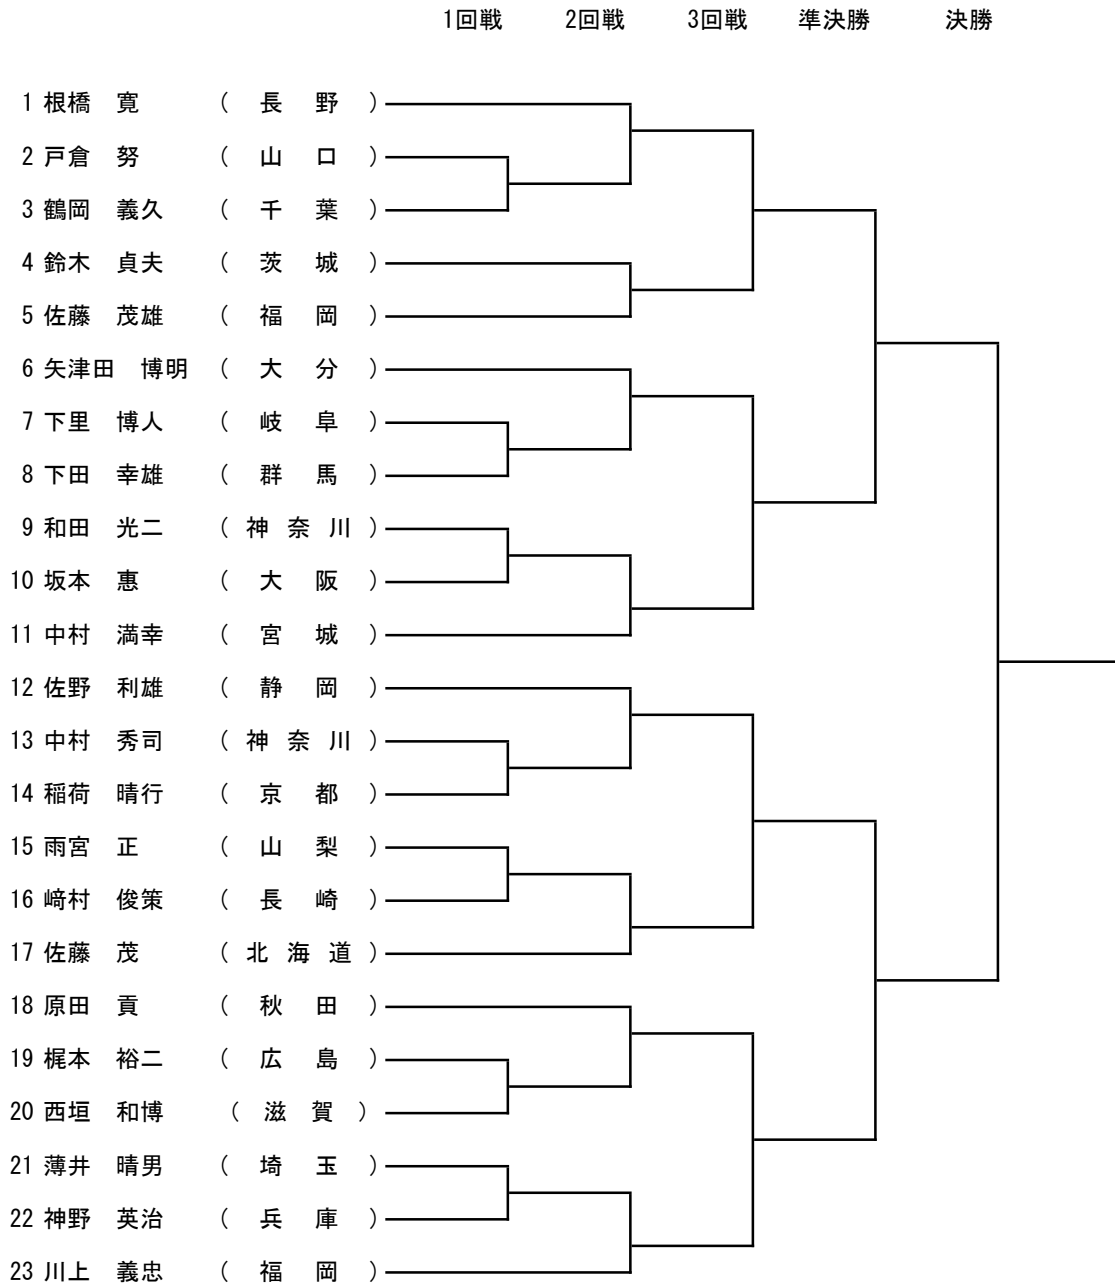 1回戦 2回戦 3回戦 準決勝 決勝
1 根橋 寛 ( 長 野 )
2 戸倉 努 ( 山 口 )
3 鶴岡 義久 ( 千 葉 )
4 鈴木 貞夫 ( 茨 城 )
5 佐藤 茂雄 ( 福 岡 )
6 矢津田 博明 ( 大 分 )
7 下里 博人 ( 岐 阜 )
8 下田 幸雄 ( 群 馬 )
9 和田 光二 ( 神 奈 川 )
10 坂本 惠 ( 大 阪 )
11 中村 満幸 ( 宮 城 )
12 佐野 利雄 ( 静 岡 )
13 中村 秀司 ( 神 奈 川 )
14 稲荷 晴行 ( 京 都 )
15 雨宮 正 ( 山 梨 )
16 﨑村 俊策 ( 長 崎 )
17 佐藤 茂 ( 北 海 道 )
18 原田 貢 ( 秋 田 )
19 梶本 裕二 ( 広 島 )
20 西垣 和博 ( 滋 賀 )
21 薄井 晴男 ( 埼 玉 )
22 神野 英治 ( 兵 庫 )
23 川上 義忠 ( 福 岡 )